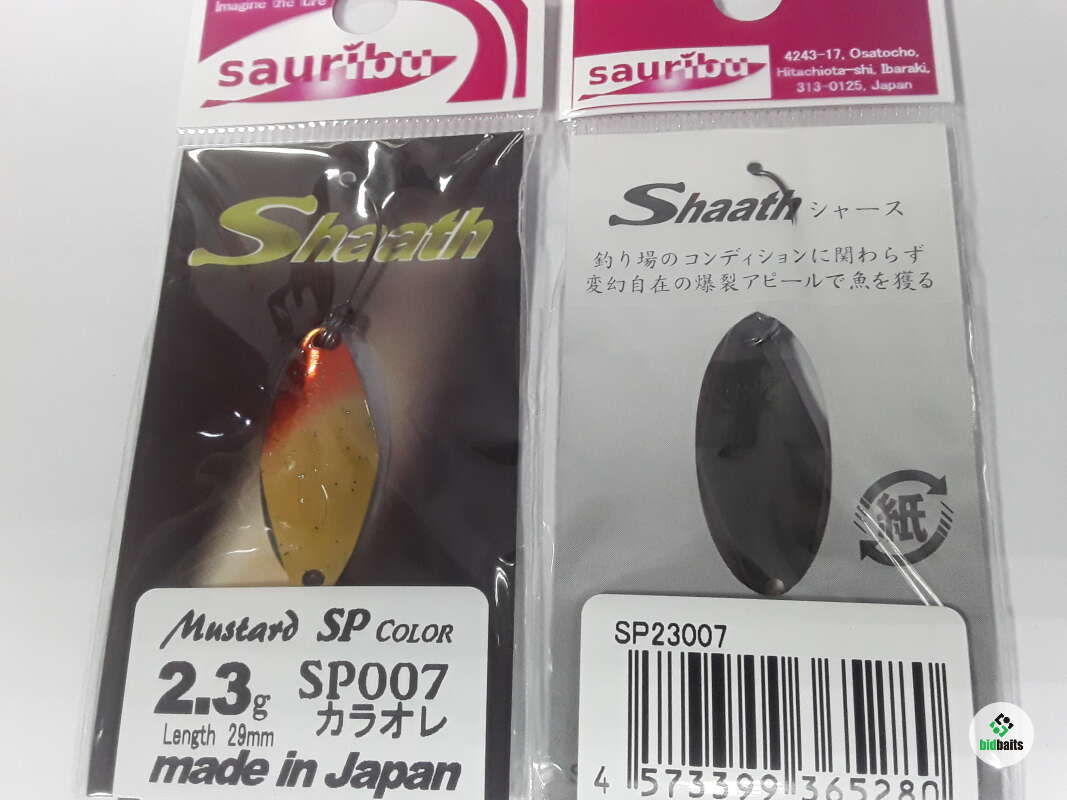 Imagine the Life
sauribu
Shaath
Mustard SP COLOR
2.3g
SP007
カラオレ
Length 29mm
made in Japan
sauribu
4243-17, Osatocho,
Hitachiota-shi, Ibaraki,
313-0125, Japan
Shaath シャース
釣り場のコンディションに関わらず
変幻自在の爆裂アピールで魚を獲る
紙
SP23007
4 573399 365280
bidbaits